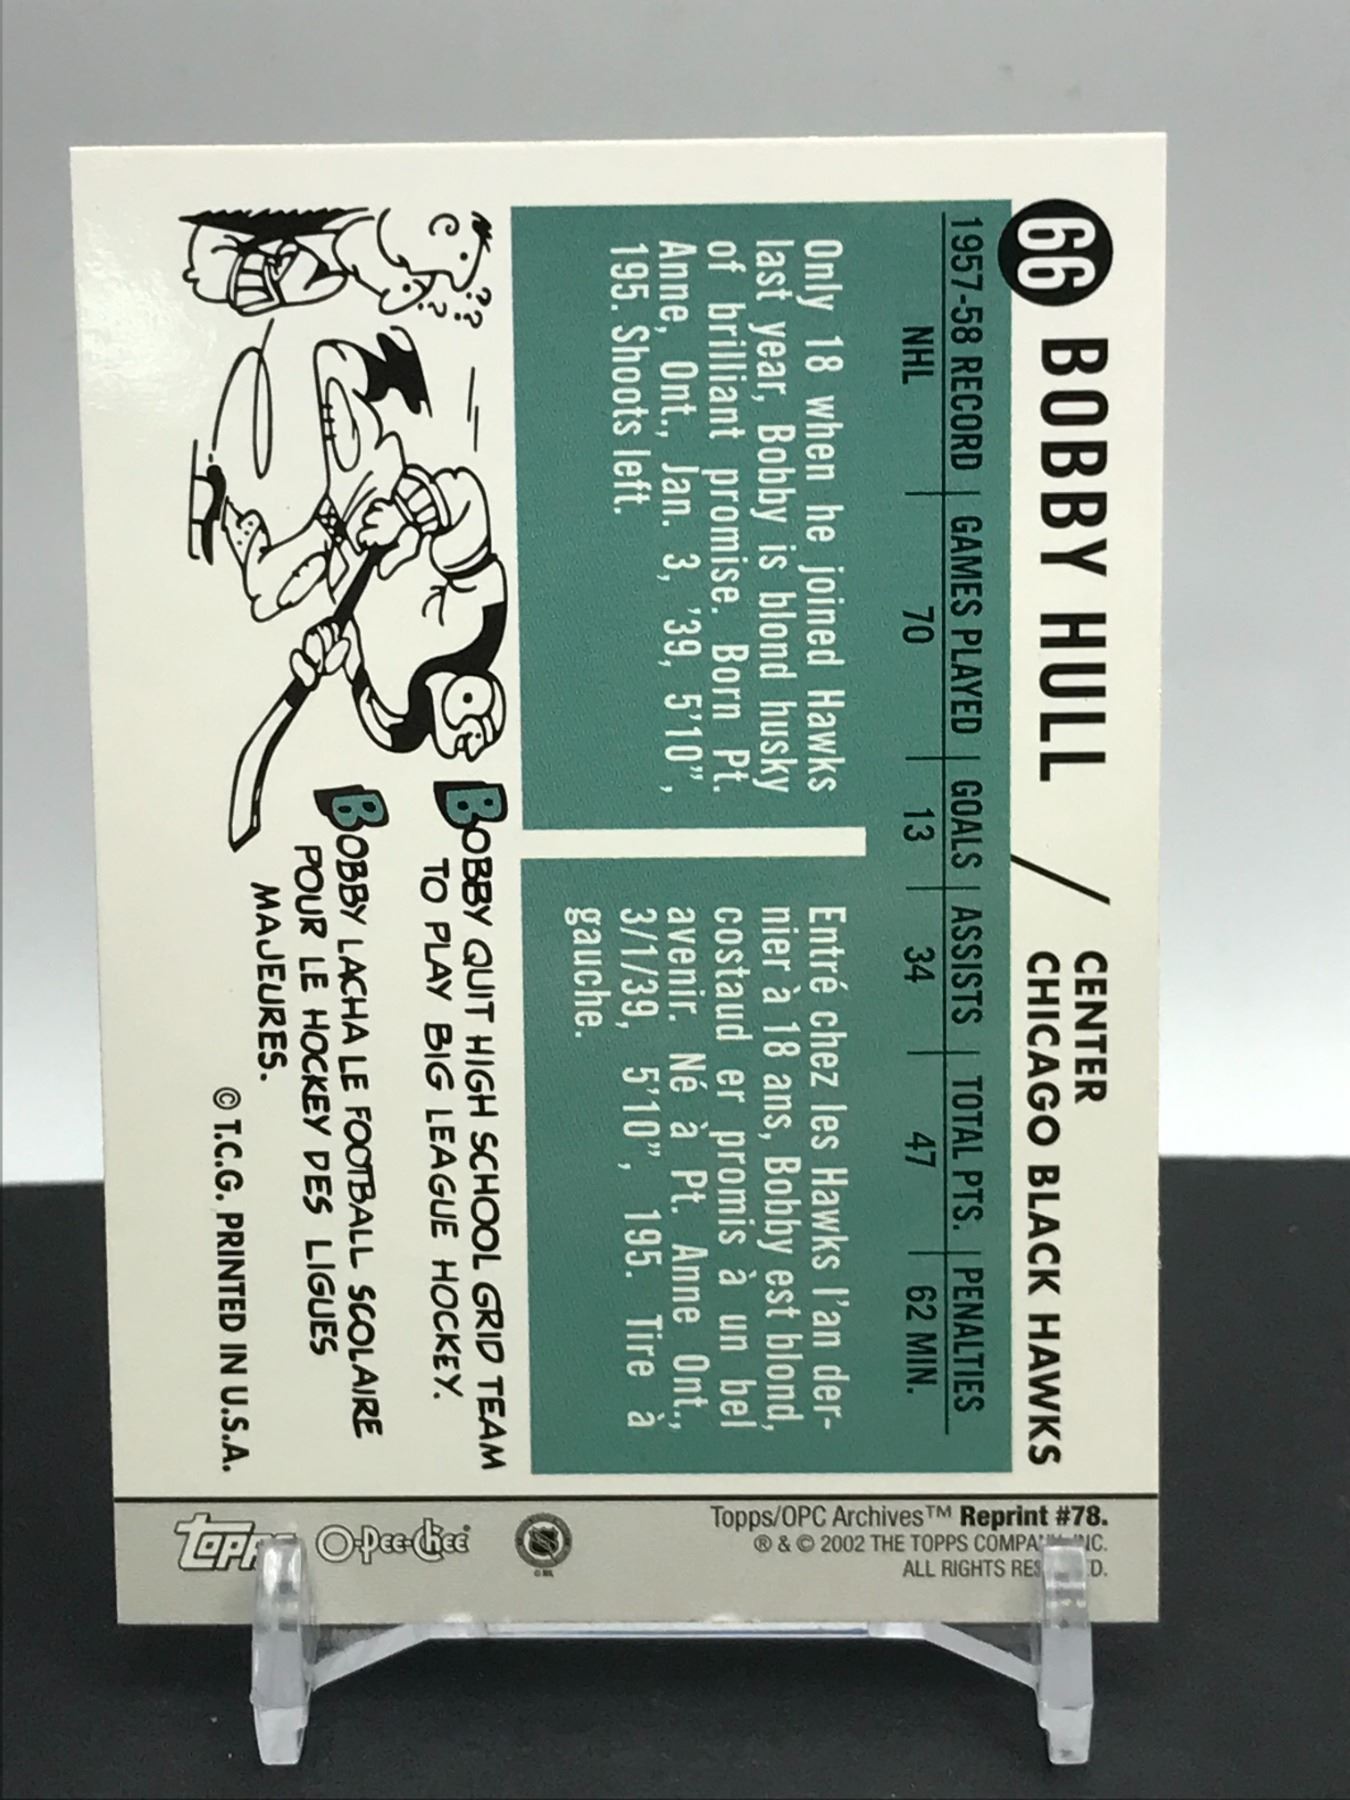 66 BOBBY HULL / CENTER
CHICAGO BLACK HAWKS
1957-58 RECORD | GAMES PLAYED | GOALS | ASSISTS | TOTAL PTS. | PENALTIES
NHL 70 13 34 47 62 MIN.
Only 18 when he joined Hawks
last year, Bobby is blond husky
of brilliant promise. Born Pt.
Anne, Ont., Jan. 3, '39, 5'10",
195. Shoots left.
Entré chez les Hawks l'an der-
nier à 18 ans, Bobby est blond,
costaud er promis à un bel
avenir. Né à Pt. Anne Ont.,
3/1/39, 5'10", 195. Tire à
gauche.
??
??
BOBBY QUIT HIGH SCHOOL GRID TEAM
TO PLAY BIG LEAGUE HOCKEY.
BOBBY LACHA LE FOOTBALL SCOLAIRE
POUR LE HOCKEY DES LIGUES
MAJEURES.
© T.C.G. PRINTED IN U.S.A.
Topps/OPC Archives™ Reprint #78.
® & © 2002 THE TOPPS INC.
ALL RIGHTS
NHL
O-Pee-Chee
TOPPS